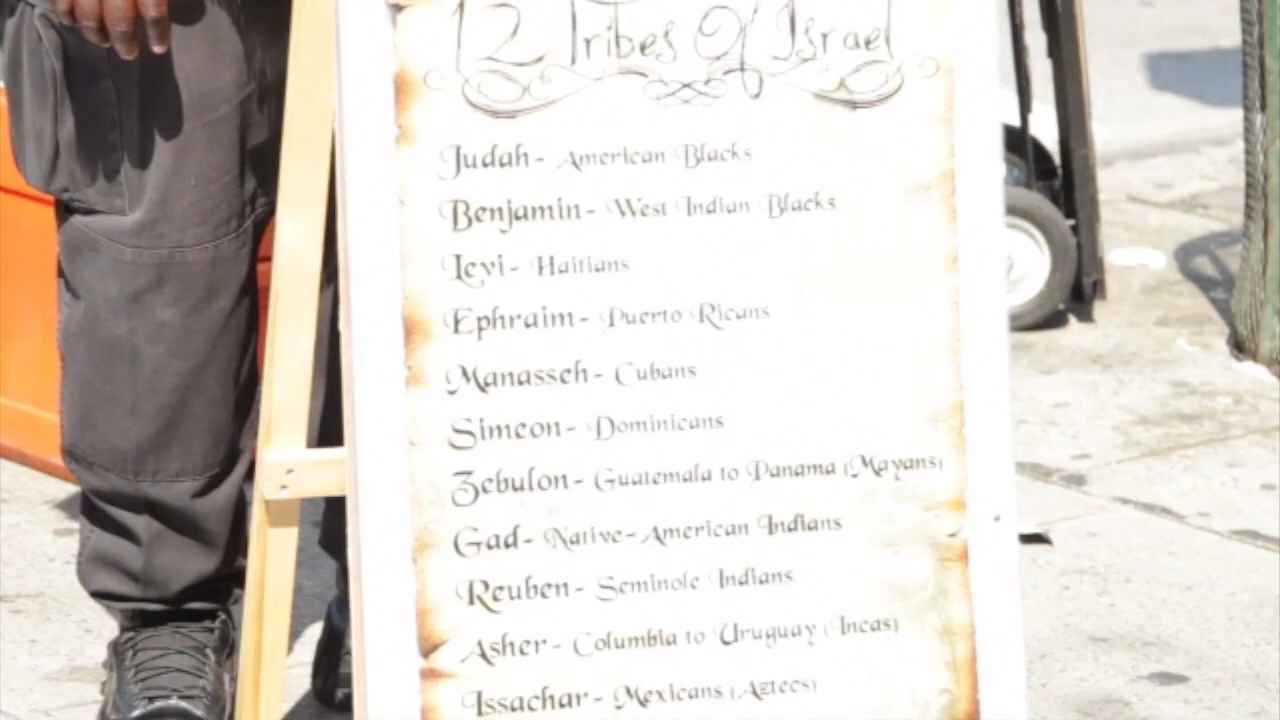 12 Tribes Of Israel
Judah- American Blacks
Benjamin- West Indian Blacks
Levi- Haitians
Ephraim- Puerto Ricans
Manasseh- Cubans
Simeon- Dominicans
Zebulon- Guatemala to Panama (Mayans)
Gad- Native-American Indians
Reuben- Seminole Indians
Asher- Columbia to Uruguay (Incas)
Issachar- Mexicans (Aztecs)